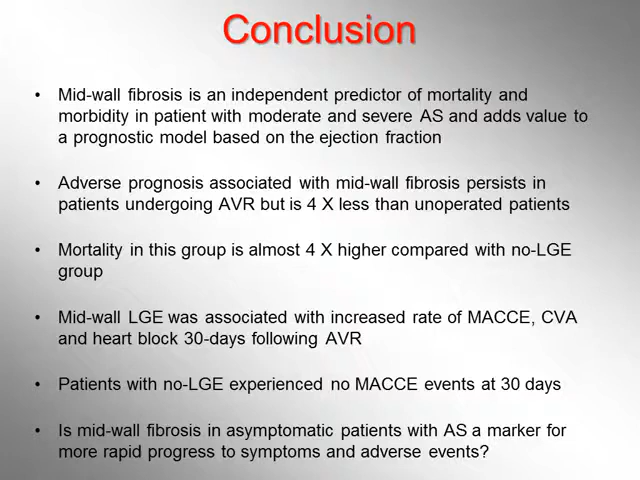 Conclusion
• Mid-wall fibrosis is an independent predictor of mortality and
morbidity in patient with moderate and severe AS and adds value to
a prognostic model based on the ejection fraction
• Adverse prognosis associated with mid-wall fibrosis persists in
patients undergoing AVR but is 4 X less than unoperated patients
• Mortality in this group is almost 4 X higher compared with no-LGE
group
• Mid-wall LGE was associated with increased rate of MACCE, CVA
and heart block 30-days following AVR
• Patients with no-LGE experienced no MACCE events at 30 days
• Is mid-wall fibrosis in asymptomatic patients with AS a marker for
more rapid progress to symptoms and adverse events?